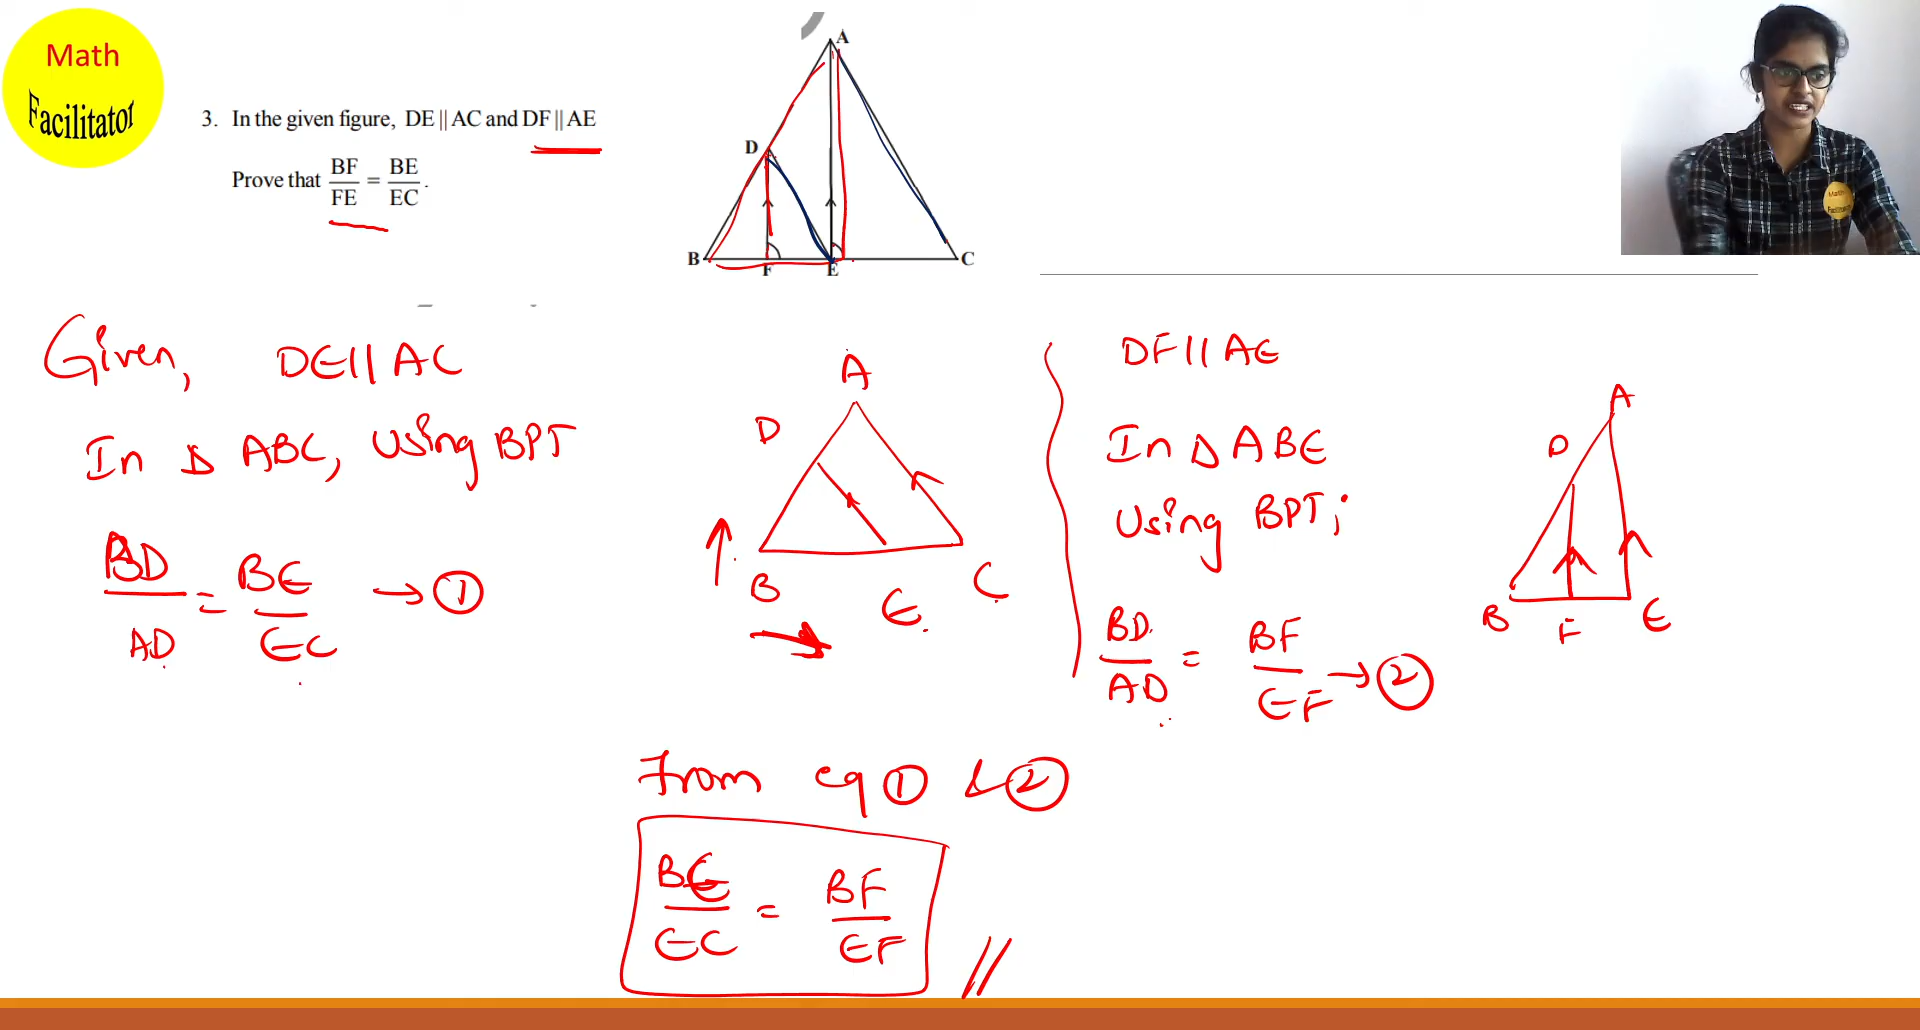 Math
Facilitator
3. In the given figure, DE || AC and DF || AE
Prove that BF/FE = BE/EC.
A
D
B
F
E
C
Math
Facilitator
Given, DE || AC
In Δ ABC, using BPT
BD/AD = BE/EC → ①
A
D
B
E
C
DF || AE
In Δ ABE
Using BPT;
BD/AD = BF/EF → ②
A
D
B
F
E
From eq ① & ②
BE/EC = BF/EF //